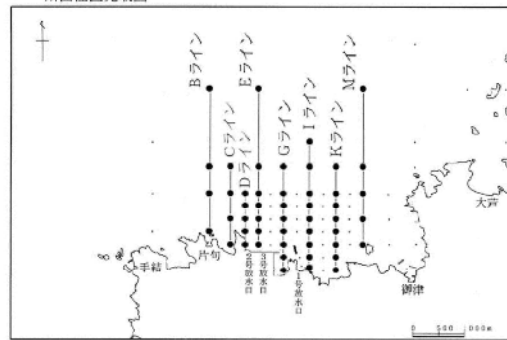 Bライン
Cライン
Dライン
Eライン
Gライン
Iライン
Kライン
Mライン
大芦
手結
片句
2号放水口
3号放水口
1号放水口
御津
0 500 1000m